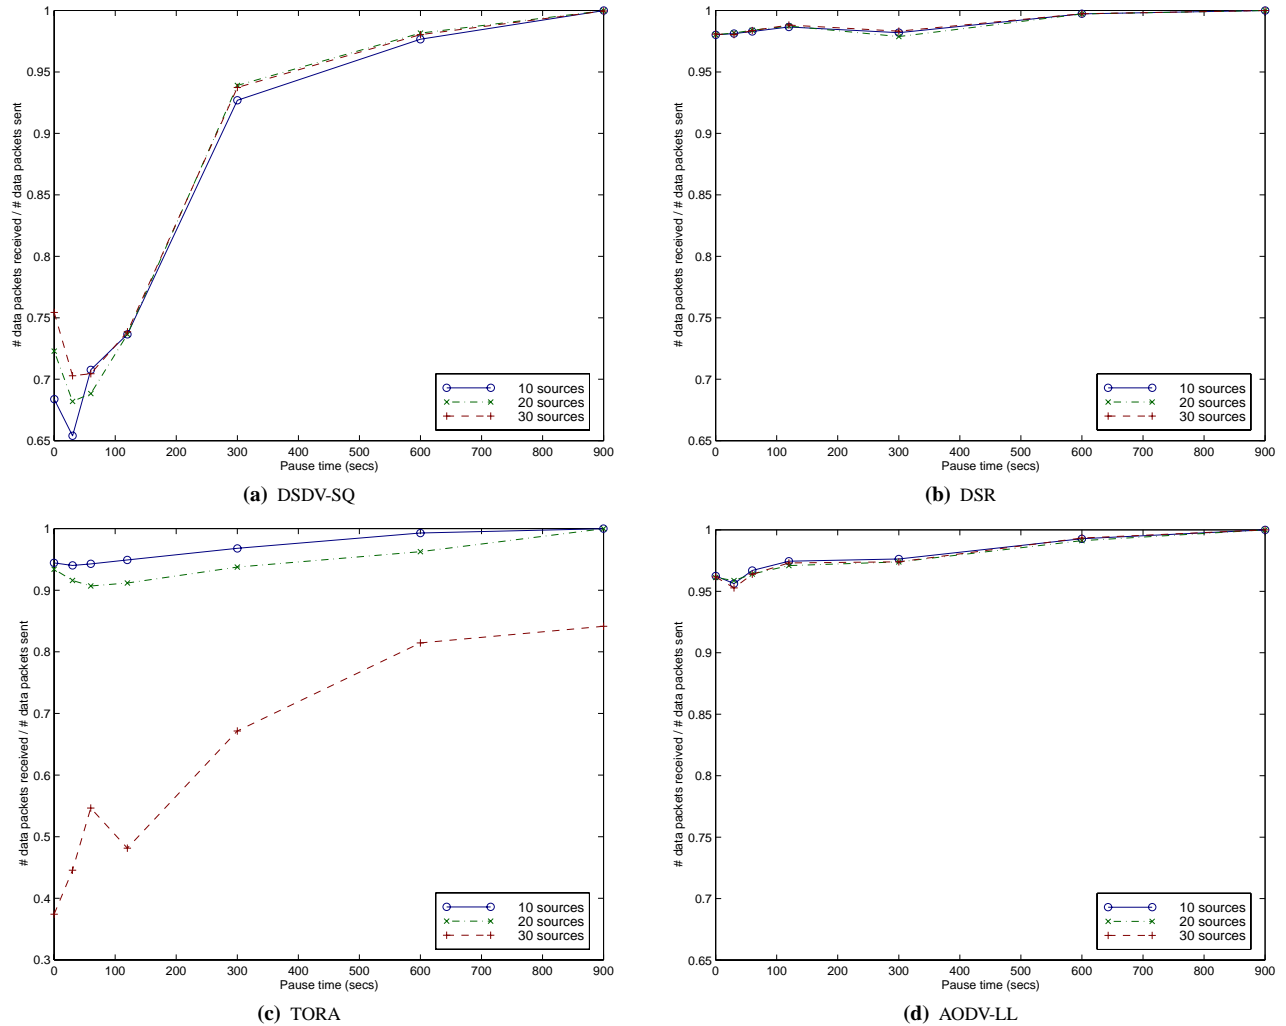 # data packets received / # data packets sent
1
0.95
0.9
0.85
0.8
0.75
0.7
0.65
0 100 200 300 400 500 600 700 800 900
Pause time (secs)
10 sources
20 sources
30 sources
(a) DSDV-SQ
# data packets received / # data packets sent
1
0.95
0.9
0.85
0.8
0.75
0.7
0.65
0 100 200 300 400 500 600 700 800 900
Pause time (secs)
10 sources
20 sources
30 sources
(b) DSR
# data packets received / # data packets sent
1
0.9
0.8
0.7
0.6
0.5
0.4
0.3
0 100 200 300 400 500 600 700 800 900
Pause time (secs)
10 sources
20 sources
30 sources
(c) TORA
# data packets received / # data packets sent
1
0.95
0.9
0.85
0.8
0.75
0.7
0.65
0 100 200 300 400 500 600 700 800 900
Pause time (secs)
10 sources
20 sources
30 sources
(d) AODV-LL